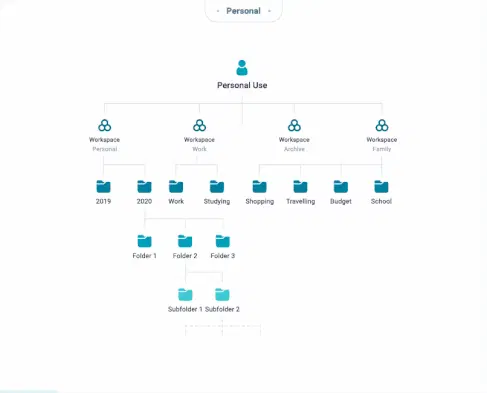 Personal
Personal Use
Workspace Workspace Workspace Workspace
Personal Work Archive Family
2019 2020 Work Studying Shopping Travelling Budget School
Folder 1 Folder 2 Folder 3
Subfolder 1 Subfolder 2